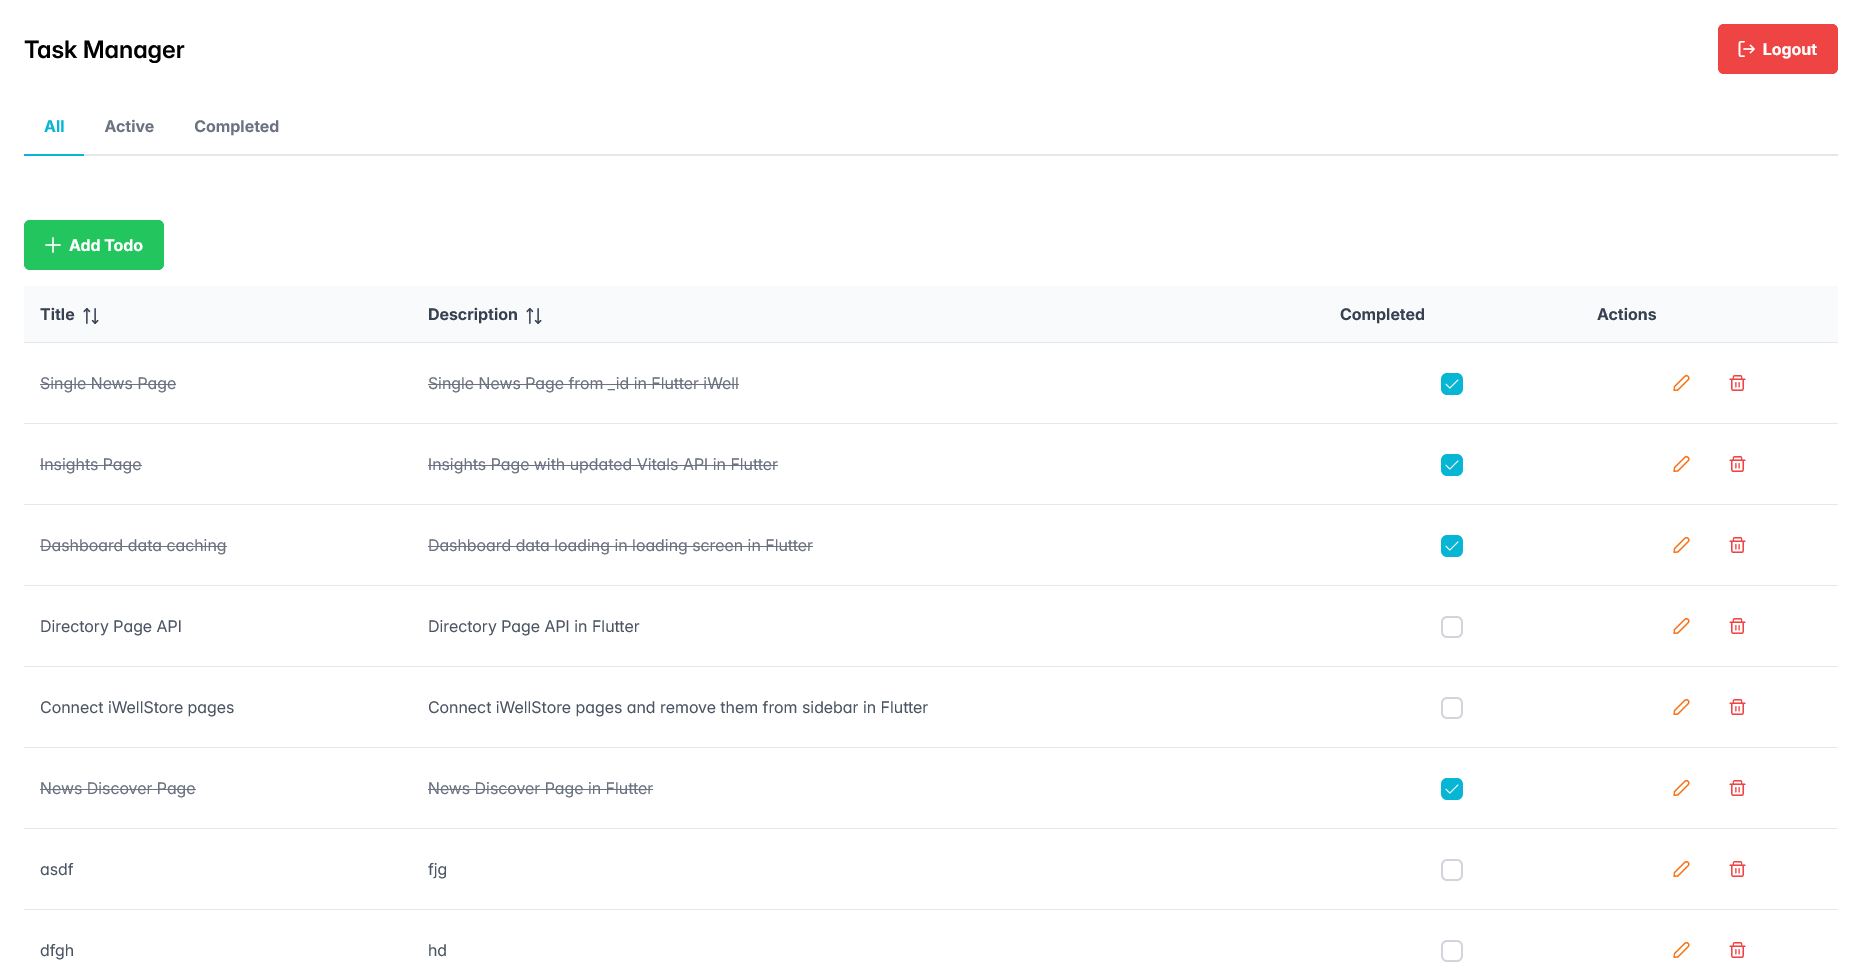 Task Manager
Logout
All Active Completed
Add Todo
Title Description Completed Actions
Single News Page Single News Page from _id in Flutter iWell
Insights Page Insights Page with updated Vitals API in Flutter
Dashboard data caching Dashboard data loading in loading screen in Flutter
Directory Page API Directory Page API in Flutter
Connect iWellStore pages Connect iWellStore pages and remove them from sidebar in Flutter
News Discover Page News Discover Page in Flutter
asdf fjg
dfgh hd